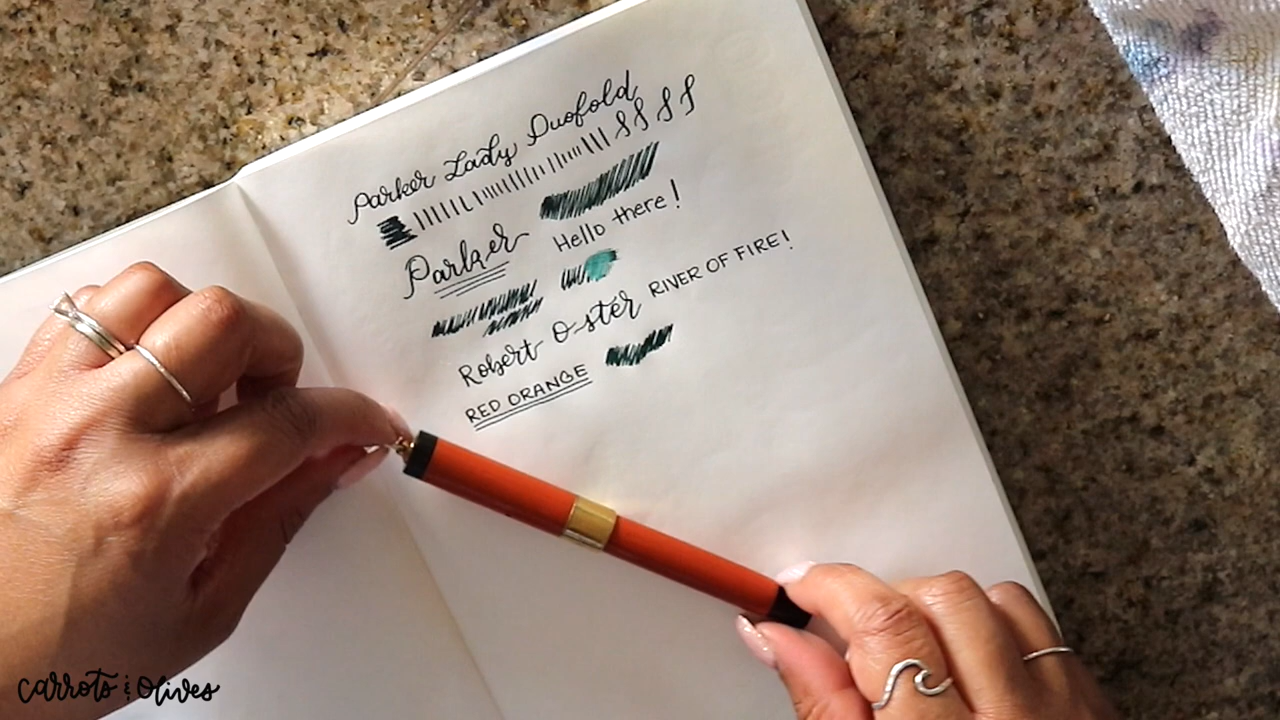 Parker Lady Duofold
Parker Hello there!
Robert Oster RIVER OF FIRE!
RED ORANGE
carrots & Olives